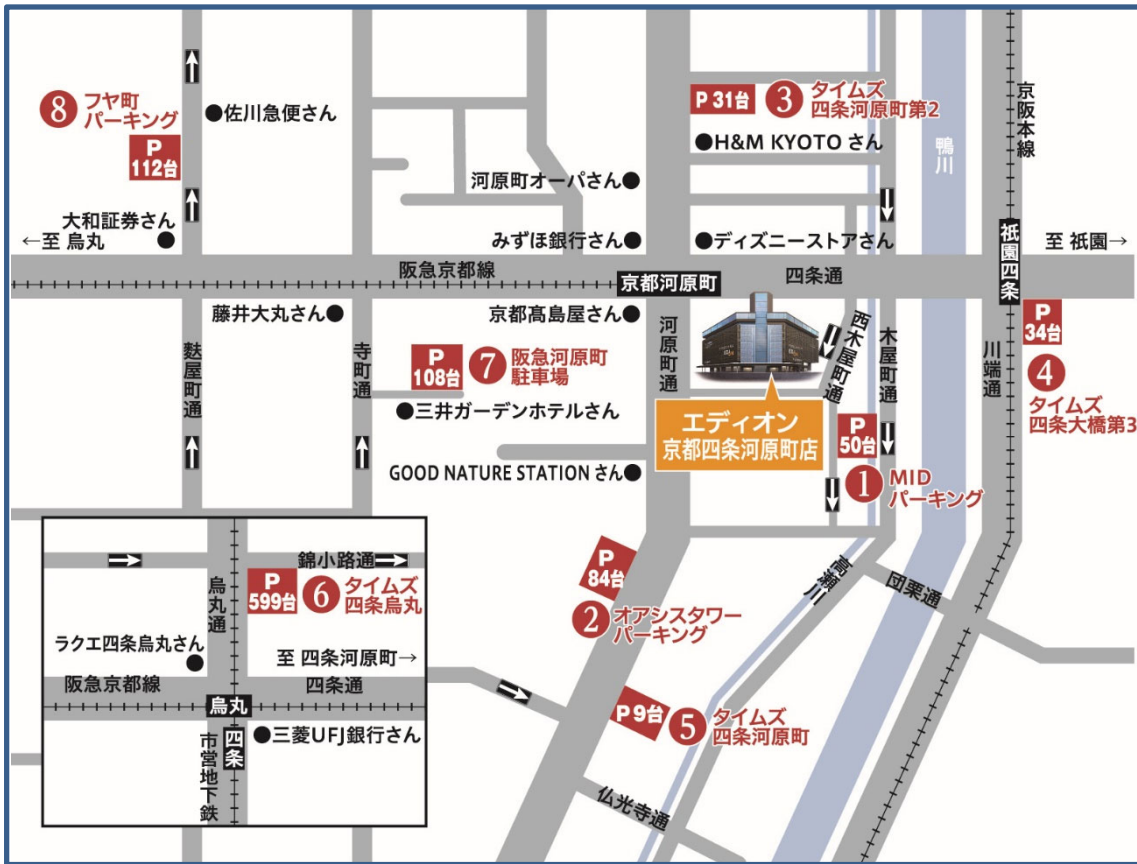 P 31台
3
タイムズ
四条河原町第2
8
フヤ町
パーキング
P
112台
●佐川急便さん
●H&M KYOTO さん
京阪本線
鴨川
河原町オーパさん●
大和証券さん
←至 烏丸
みずほ銀行さん●
●ディズニーストアさん
至 祇園→
祇園四条
阪急京都線
京都河原町
四条通
藤井大丸さん●
京都髙島屋さん●
河原町通
西木屋町通
木屋町通
川端通
P
34台
4
タイムズ
四条大橋第3
麩屋町通
寺町通
P
108台
7
阪急河原町
駐車場
●三井ガーデンホテルさん
エディオン
京都四条河原町店
P
50台
1
MID
パーキング
GOOD NATURE STATION さん●
高瀬川
団栗通
P
84台
2
オアシスタワー
パーキング
P 9台
5
タイムズ
四条河原町
仏光寺通
錦小路通
烏丸通
P
599台
6
タイムズ
四条烏丸
ラクエ四条烏丸さん
至 四条河原町→
阪急京都線
四条通
烏丸
四条
市営地下鉄
●三菱UFJ銀行さん